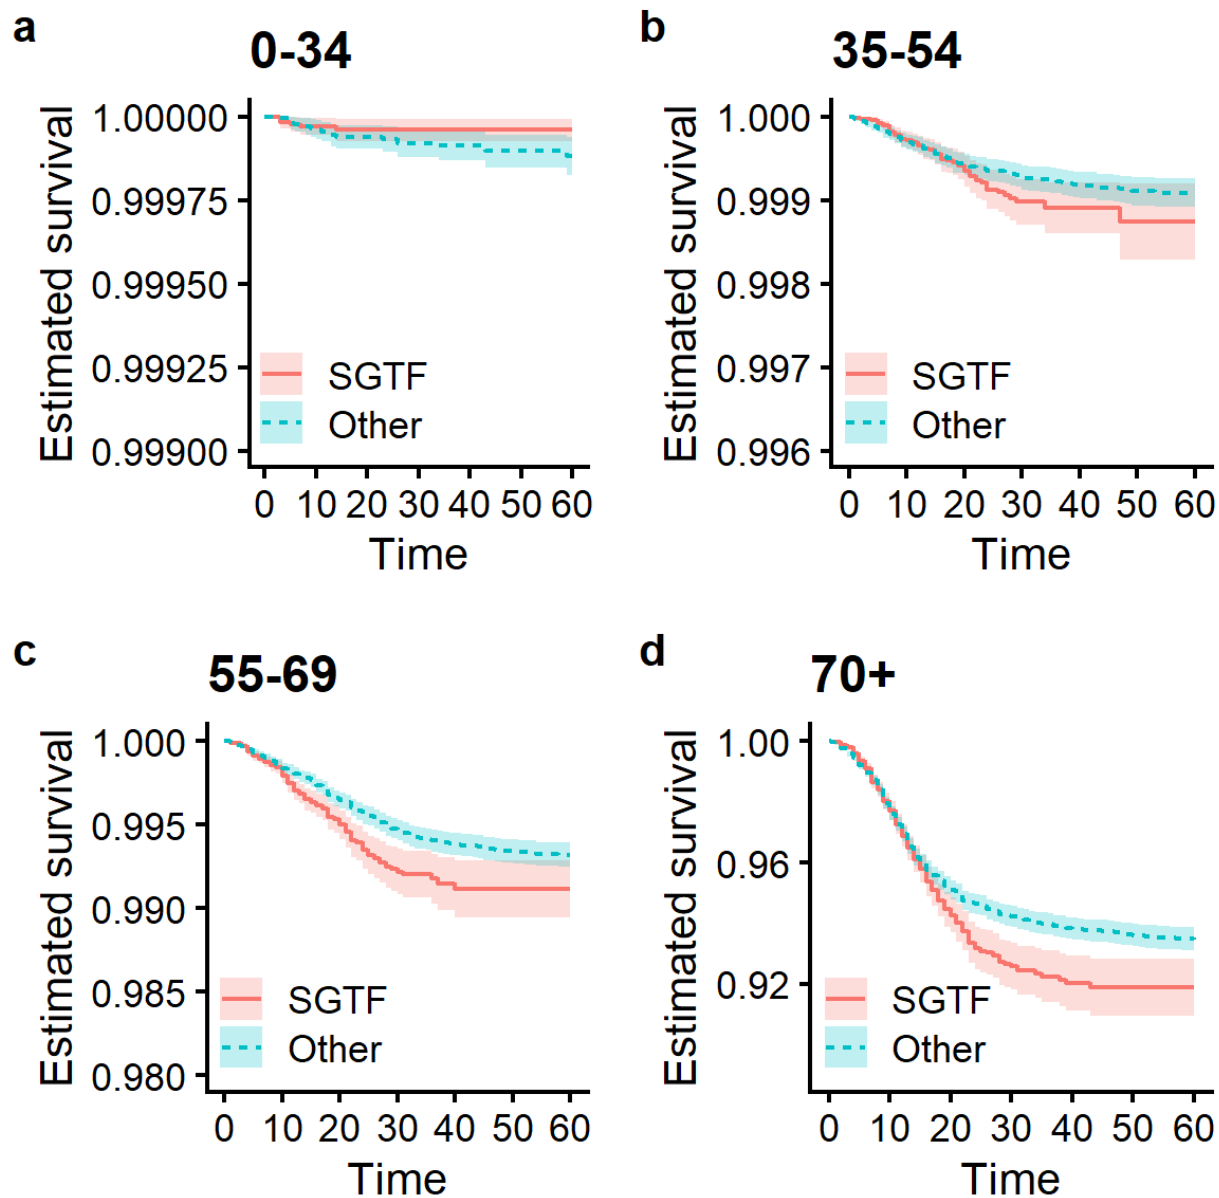 a
0-34
Estimated survival
1.00000
0.99975
0.99950
0.99925
0.99900
SGTF
Other
0 10 20 30 40 50 60
Time
b
35-54
Estimated survival
1.000
0.999
0.998
0.997
0.996
SGTF
Other
0 10 20 30 40 50 60
Time
c
55-69
Estimated survival
1.000
0.995
0.990
0.985
0.980
SGTF
Other
0 10 20 30 40 50 60
Time
d
70+
Estimated survival
1.00
0.96
0.92
SGTF
Other
0 10 20 30 40 50 60
Time